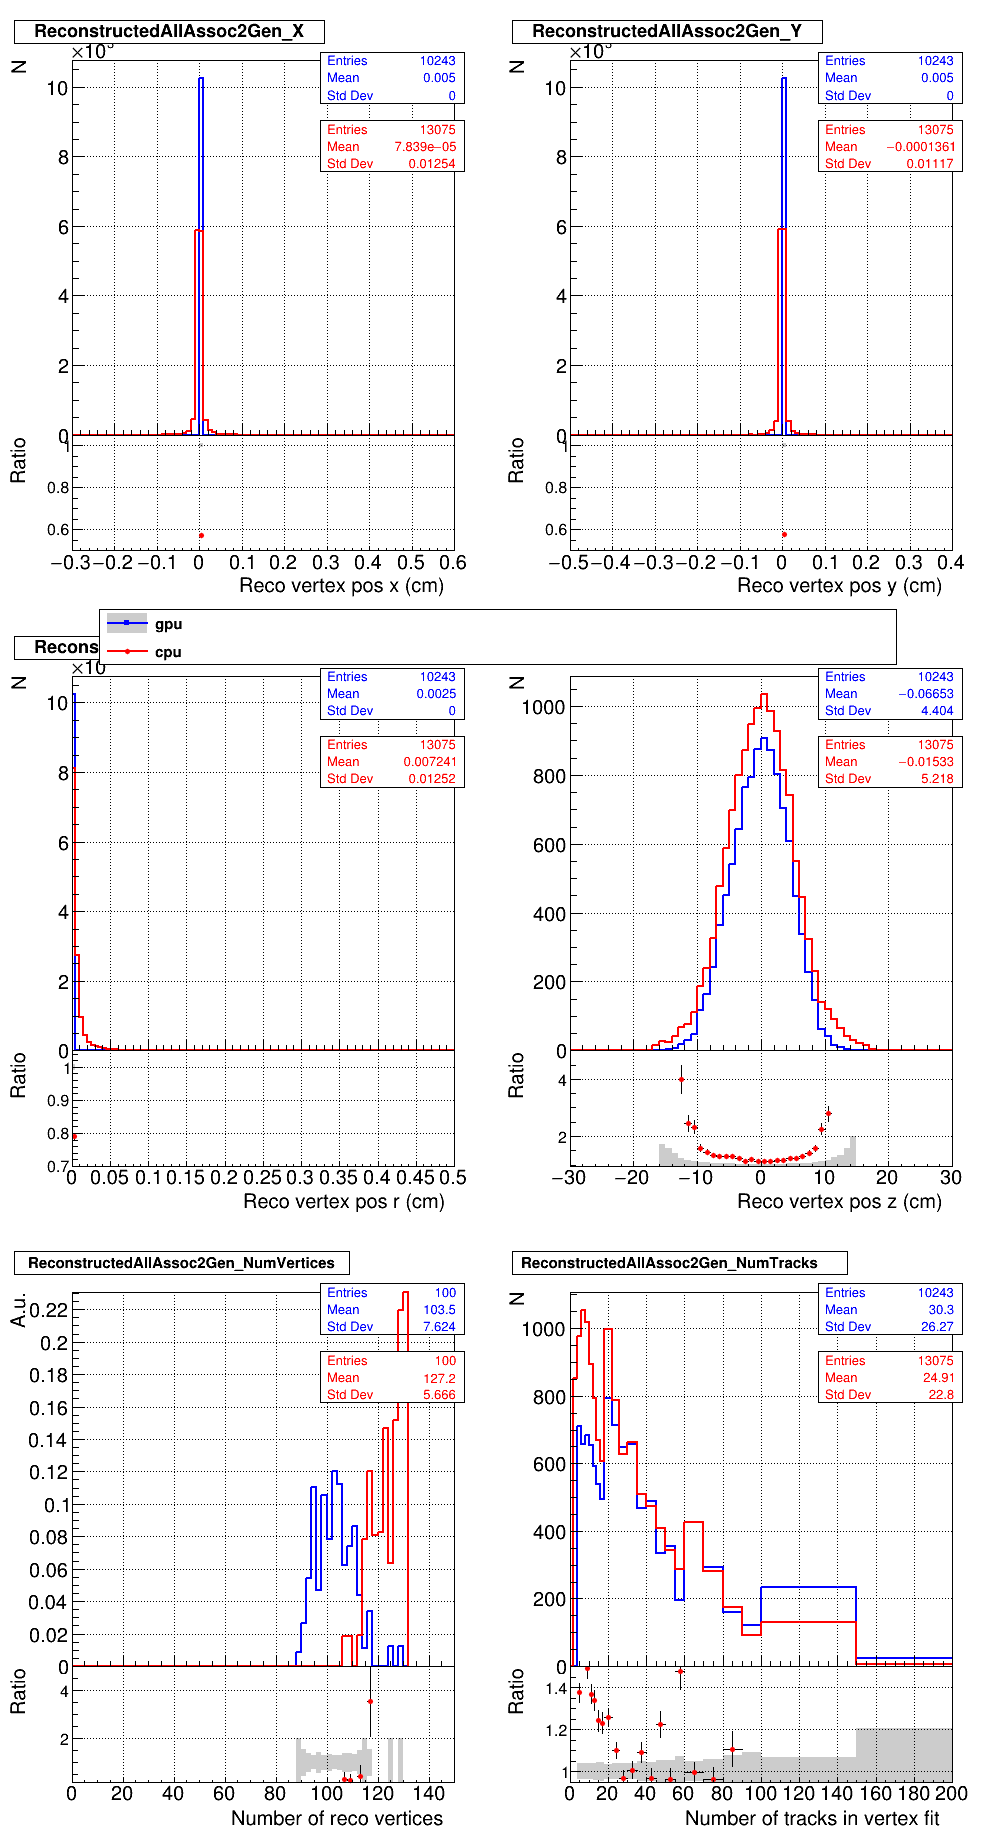 ReconstructedAllAssoc2Gen_X
×10³
N
Entries 10243
Mean 0.005
Std Dev 0
Entries 13075
Mean 7.839e−05
Std Dev 0.01254
10
8
6
4
2
0
Ratio
1
0.8
0.6
−0.3 −0.2 −0.1 0 0.1 0.2 0.3 0.4 0.5 0.6
Reco vertex pos x (cm)
ReconstructedAllAssoc2Gen_Y
×10³
N
Entries 10243
Mean 0.005
Std Dev 0
Entries 13075
Mean −0.0001361
Std Dev 0.01117
10
8
6
4
2
0
Ratio
1
0.8
0.6
−0.5 −0.4 −0.3 −0.2 −0.1 0 0.1 0.2 0.3 0.4
Reco vertex pos y (cm)
gpu
cpu
Recons
×10
N
Entries 10243
Mean 0.0025
Std Dev 0
Entries 13075
Mean 0.007241
Std Dev 0.01252
10
8
6
4
2
0
Ratio
1
0.9
0.8
0.7
0 0.05 0.1 0.15 0.2 0.25 0.3 0.35 0.4 0.45 0.5
Reco vertex pos r (cm)
N
Entries 10243
Mean −0.06653
Std Dev 4.404
Entries 13075
Mean −0.01533
Std Dev 5.218
1000
800
600
400
200
0
Ratio
4
2
−30 −20 −10 0 10 20 30
Reco vertex pos z (cm)
ReconstructedAllAssoc2Gen_NumVertices
A.u.
Entries 100
Mean 103.5
Std Dev 7.624
Entries 100
Mean 127.2
Std Dev 5.666
0.22
0.2
0.18
0.16
0.14
0.12
0.1
0.08
0.06
0.04
0.02
0
Ratio
4
2
0 20 40 60 80 100 120 140
Number of reco vertices
ReconstructedAllAssoc2Gen_NumTracks
N
Entries 10243
Mean 30.3
Std Dev 26.27
Entries 13075
Mean 24.91
Std Dev 22.8
1000
800
600
400
200
0
Ratio
1.4
1.2
1
0 20 40 60 80 100 120 140 160 180 200
Number of tracks in vertex fit